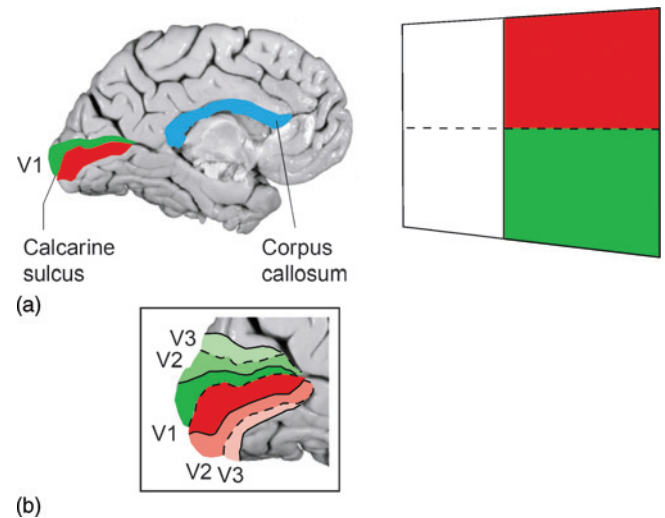 V1
Calcarine
sulcus
Corpus
callosum
(a)
V3
V2
V1
V2 V3
(b)